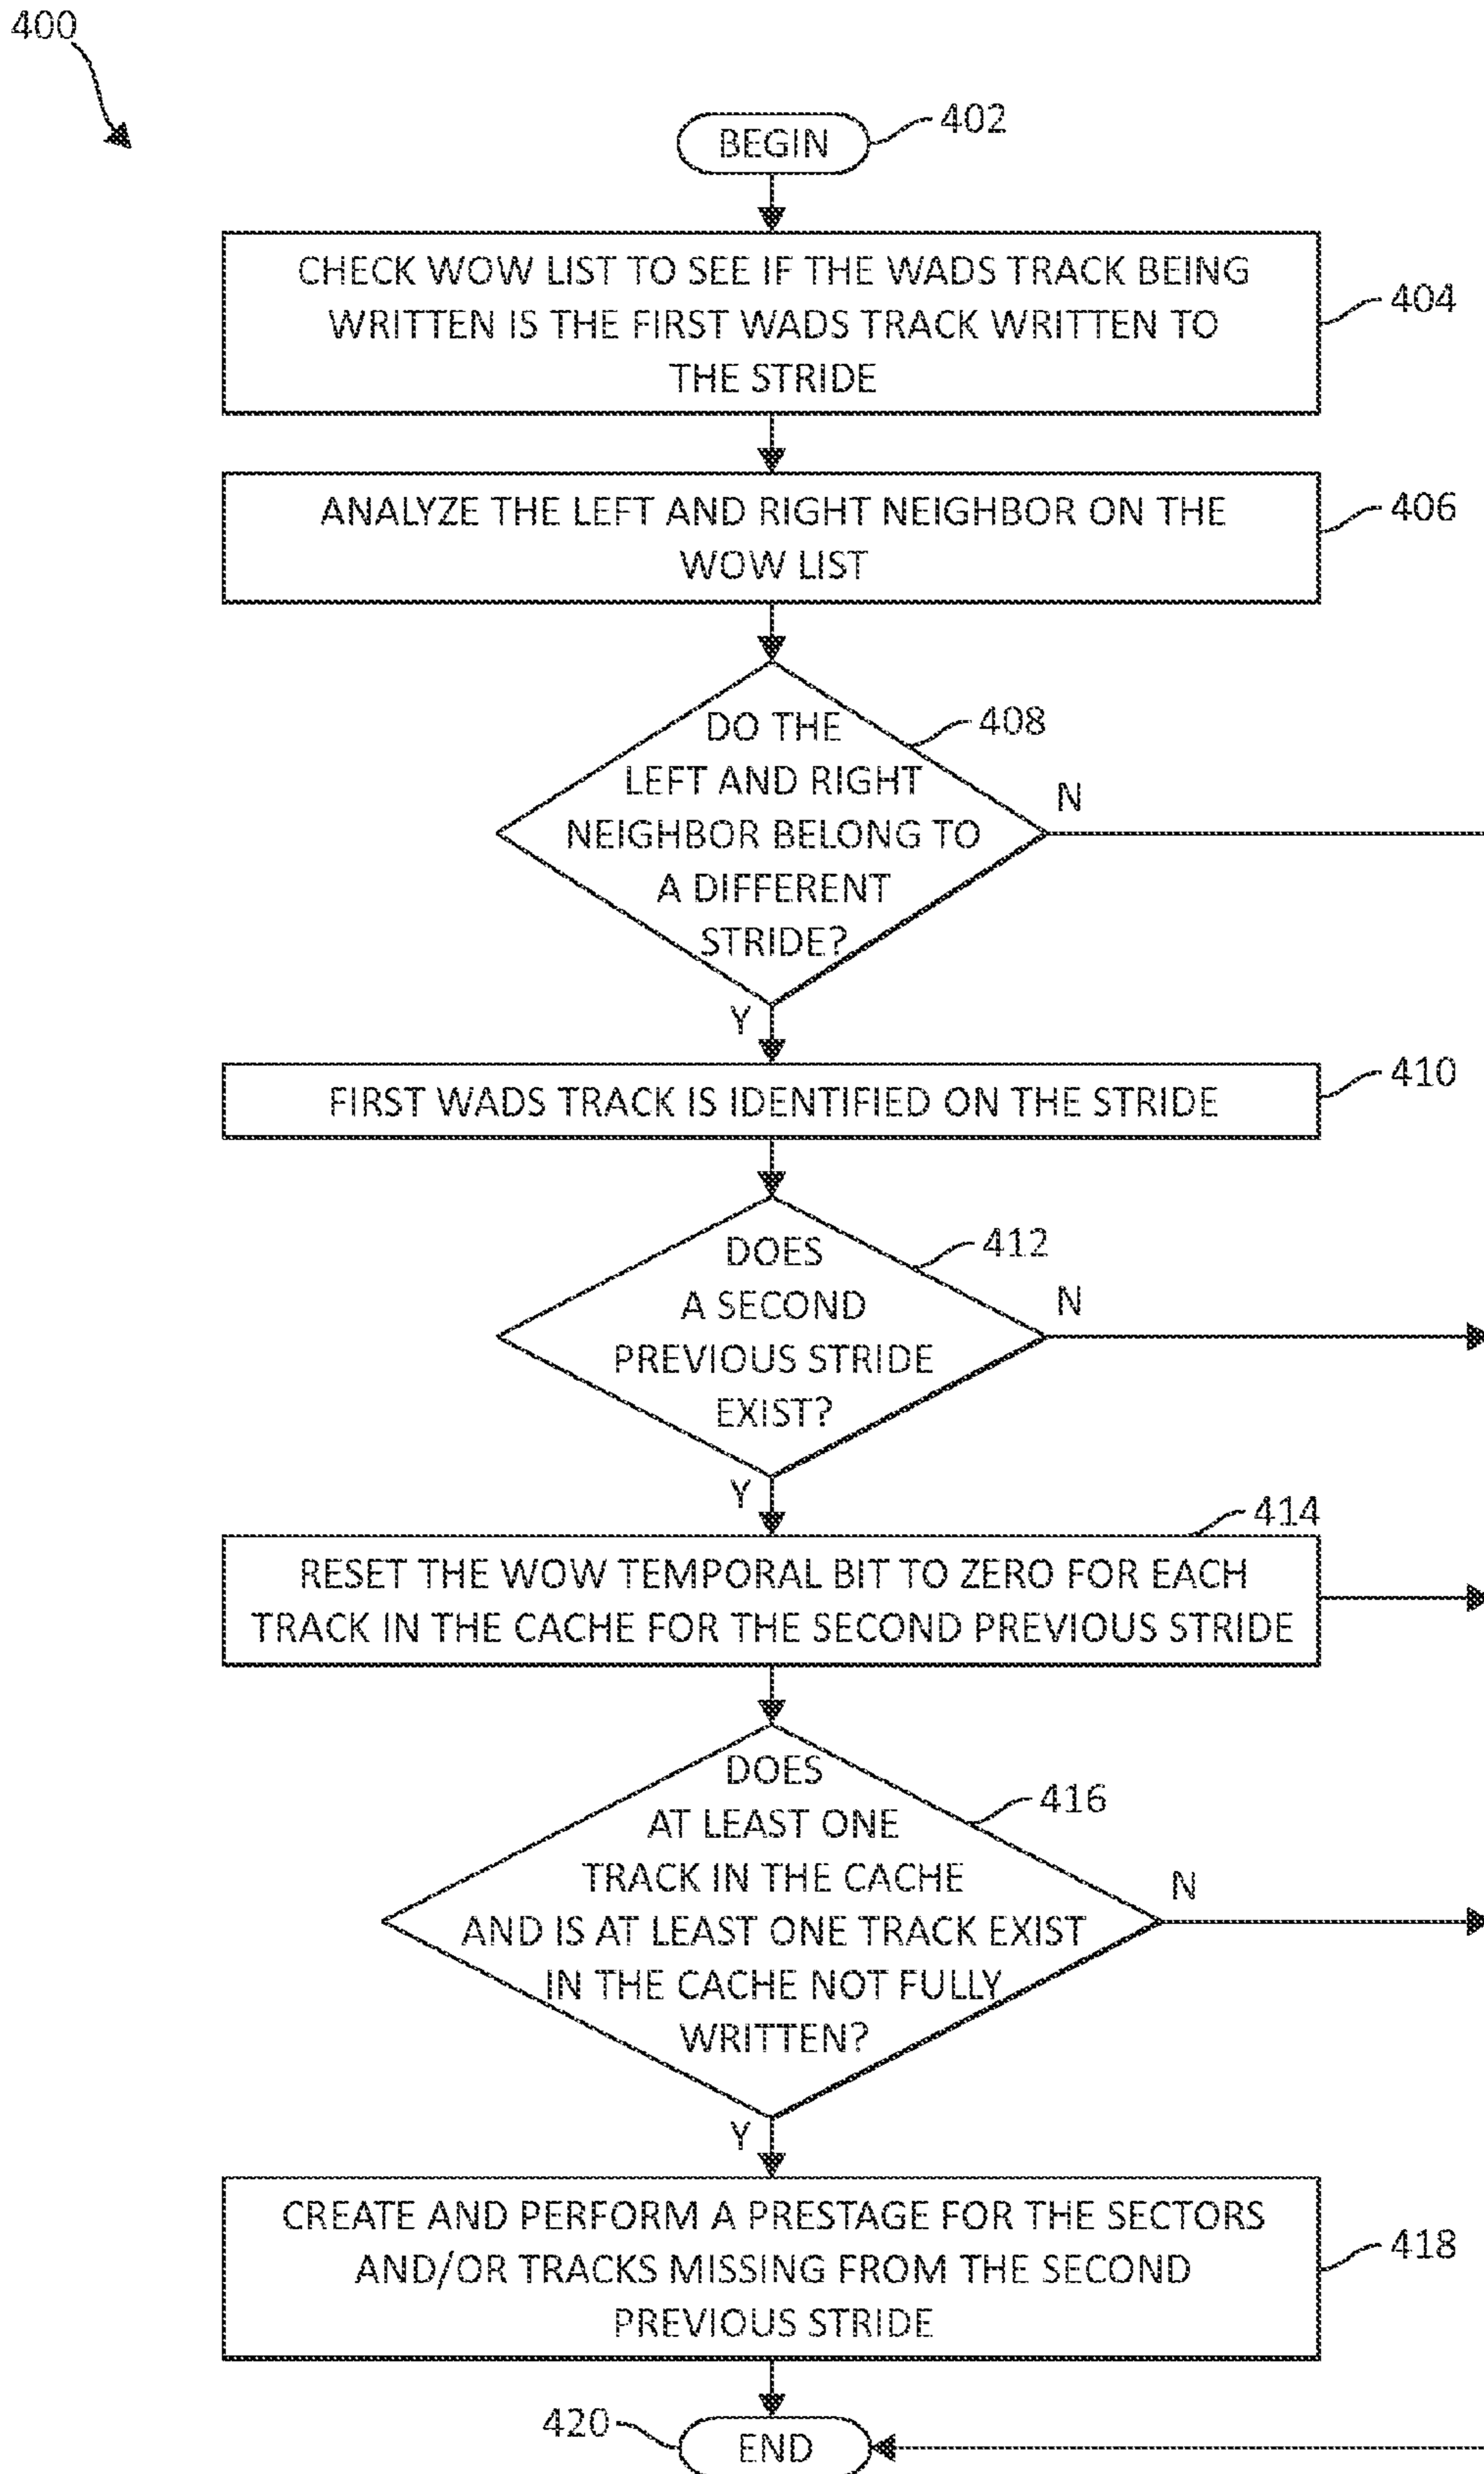 400
BEGIN
402
CHECK WOW LIST TO SEE IF THE WADS TRACK BEING
WRITTEN IS THE FIRST WADS TRACK WRITTEN TO
THE STRIDE
404
ANALYZE THE LEFT AND RIGHT NEIGHBOR ON THE
WOW LIST
406
DO THE
LEFT AND RIGHT
NEIGHBOR BELONG TO
A DIFFERENT
STRIDE?
408
N
Y
FIRST WADS TRACK IS IDENTIFIED ON THE STRIDE
410
DOES
A SECOND
PREVIOUS STRIDE
EXIST?
412
N
Y
414
RESET THE WOW TEMPORAL BIT TO ZERO FOR EACH
TRACK IN THE CACHE FOR THE SECOND PREVIOUS STRIDE
DOES
AT LEAST ONE
TRACK IN THE CACHE
AND IS AT LEAST ONE TRACK EXIST
IN THE CACHE NOT FULLY
WRITTEN?
416
N
Y
CREATE AND PERFORM A PRESTAGE FOR THE SECTORS
AND/OR TRACKS MISSING FROM THE SECOND
PREVIOUS STRIDE
418
420
END